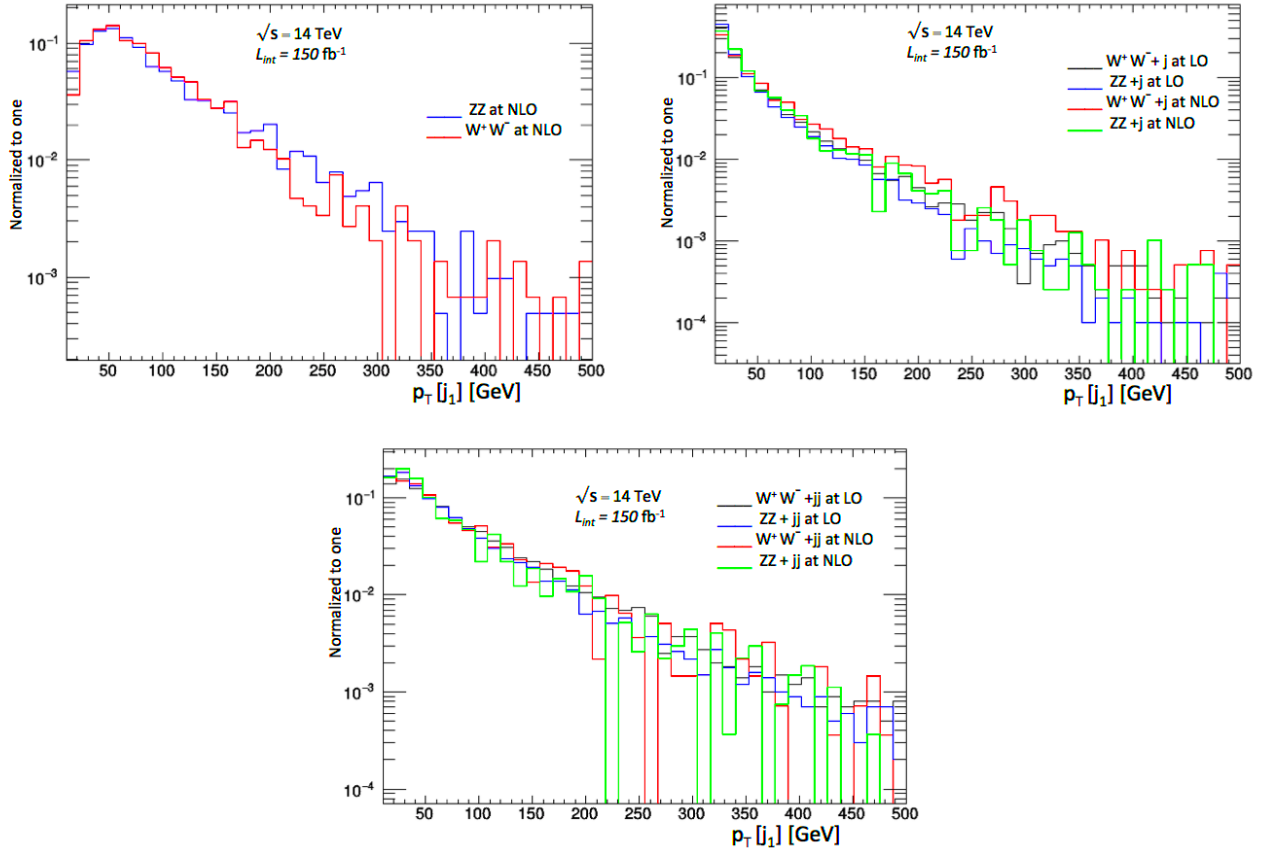 √s = 14 TeV
L_int = 150 fb⁻¹
ZZ at NLO
W⁺ W⁻ at NLO
Normalized to one
10⁻¹
10⁻²
10⁻³
50 100 150 200 250 300 350 400 450 500
p_T [j₁] [GeV]
√s = 14 TeV
L_int = 150 fb⁻¹
W⁺ W⁻ + j at LO
ZZ +j at LO
W⁺ W⁻ +j at NLO
ZZ +j at NLO
Normalized to one
10⁻¹
10⁻²
10⁻³
10⁻⁴
50 100 150 200 250 300 350 400 450 500
p_T [j₁] [GeV]
√s = 14 TeV
L_int = 150 fb⁻¹
W⁺ W⁻ +jj at LO
ZZ + jj at LO
W⁺ W⁻ +jj at NLO
ZZ + jj at NLO
Normalized to one
10⁻¹
10⁻²
10⁻³
10⁻⁴
50 100 150 200 250 300 350 400 450 500
p_T [j₁] [GeV]